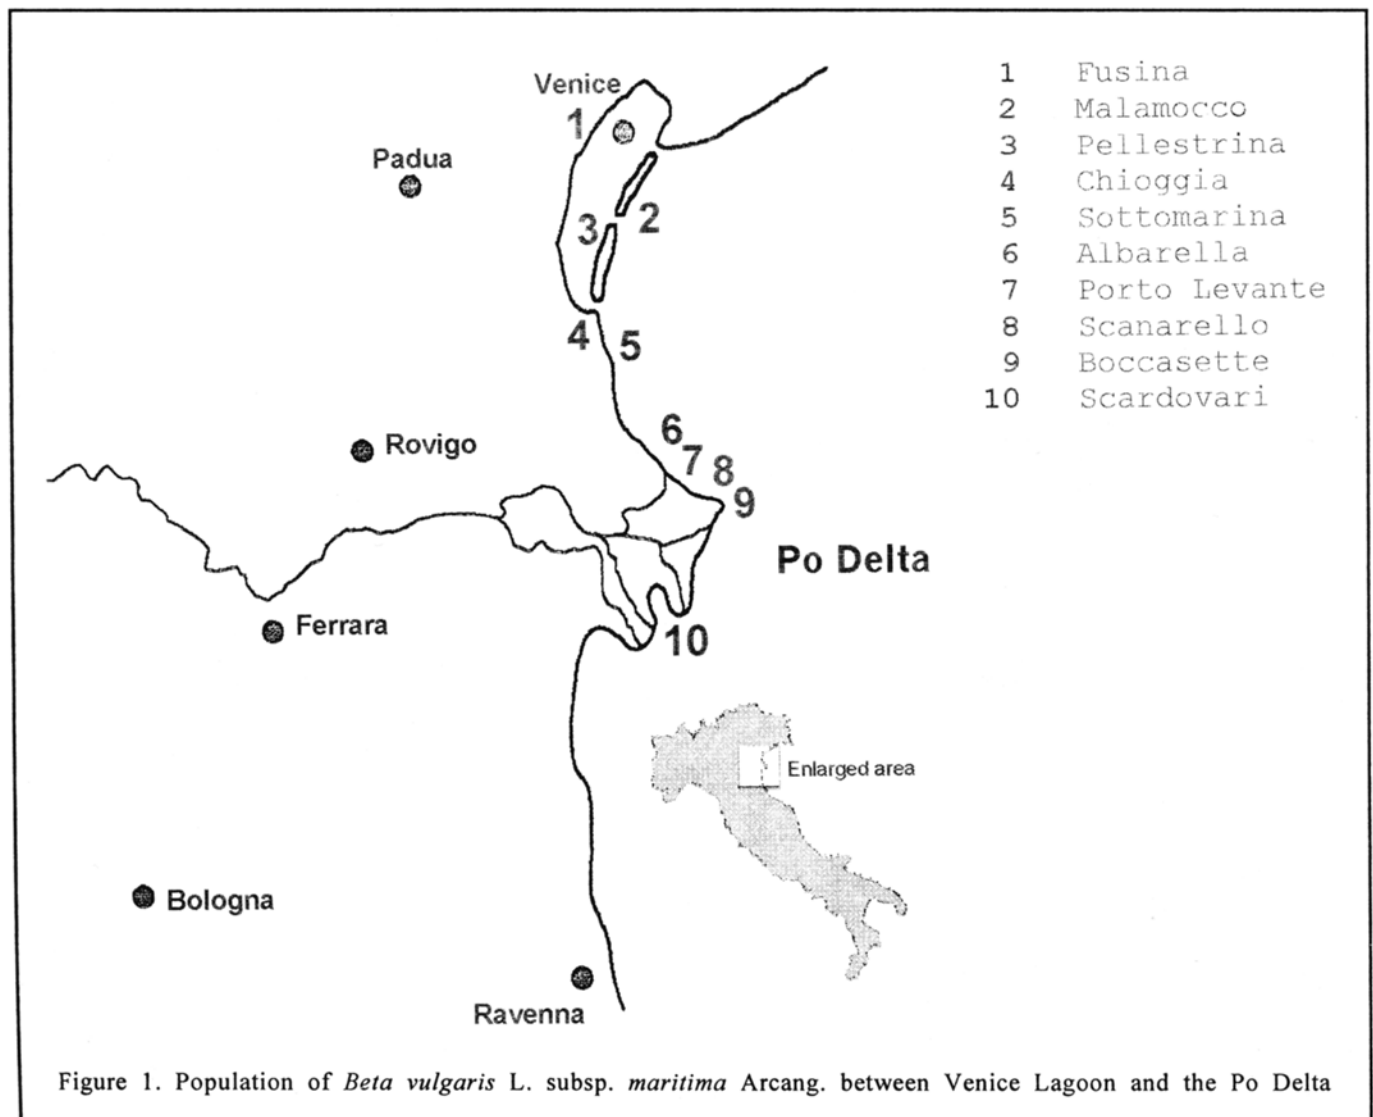 Venice
1
Padua
2
3
4
5
6
Rovigo
7
8
9
Po Delta
Ferrara
10
Enlarged area
Bologna
Ravenna
1 Fusina
2 Malamocco
3 Pellestrina
4 Chioggia
5 Sottomarina
6 Albarella
7 Porto Levante
8 Scanarello
9 Boccasette
10 Scardovari
Figure 1. Population of Beta vulgaris L. subsp. maritima Arcang. between Venice Lagoon and the Po Delta